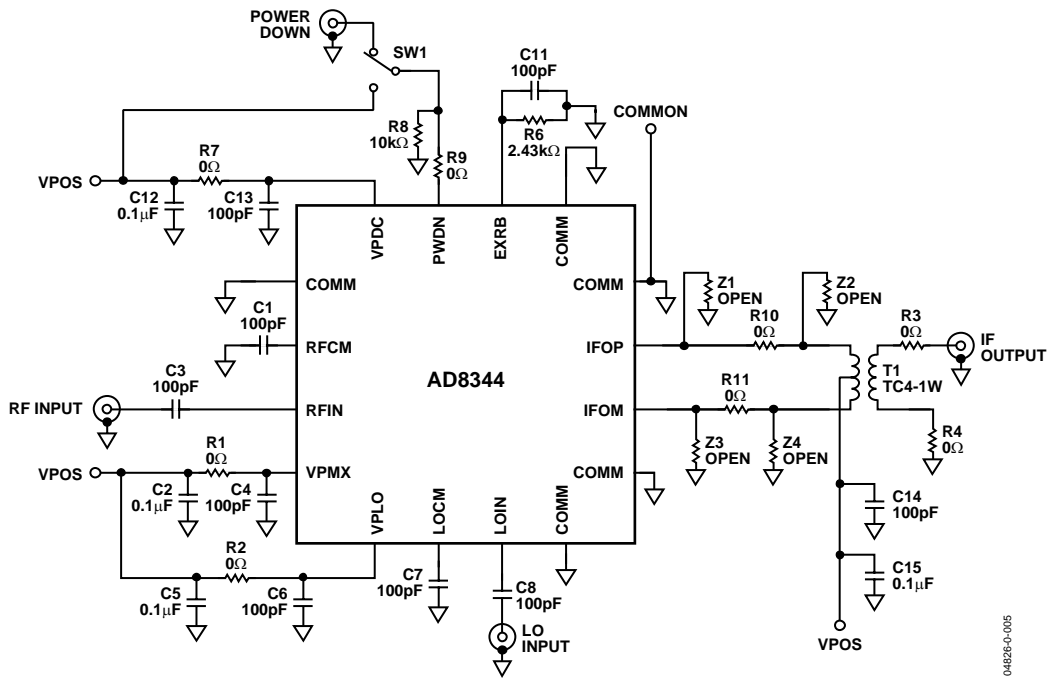 POWER
DOWN
SW1
C11
100pF
COMMON
R8
10kΩ
R6
2.43kΩ
R9
0Ω
R7
0Ω
VPOS
C12
0.1µF
C13
100pF
VPDC
PWDN
EXRB
COMM
COMM
COMM
Z1
OPEN
Z2
OPEN
C1
100pF
R10
0Ω
R3
0Ω
RFCM
IFOP
IF
OUTPUT
AD8344
T1
TC4-1W
C3
100pF
R11
0Ω
RF INPUT
RFIN
IFOM
R4
0Ω
R1
0Ω
Z3
OPEN
Z4
OPEN
VPOS
VPMX
COMM
C2
0.1µF
C4
100pF
VPLO
LOCM
LOIN
COMM
C14
100pF
R2
0Ω
C7
100pF
C8
100pF
C15
0.1µF
C5
0.1µF
C6
100pF
LO
INPUT
VPOS
04826-0-005